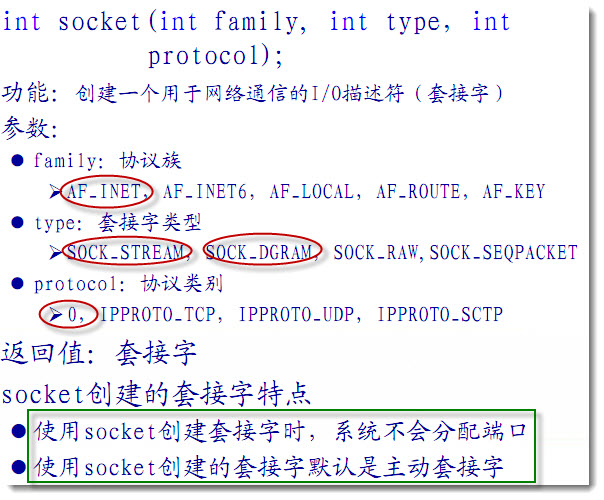 int socket(int family, int type, int
protocol);
功能：创建一个用于网络通信的I/O描述符（套接字）
参数：
● family：协议族
➢AF_INET, AF_INET6, AF_LOCAL, AF_ROUTE, AF_KEY
● type：套接字类型
➢SOCK_STREAM, SOCK_DGRAM, SOCK_RAW,SOCK_SEQPACKET
● protocol：协议类别
➢0, IPPROTO_TCP, IPPROTO_UDP, IPPROTO_SCTP
返回值：套接字
socket创建的套接字特点
● 使用socket创建套接字时，系统不会分配端口
● 使用socket创建的套接字默认是主动套接字